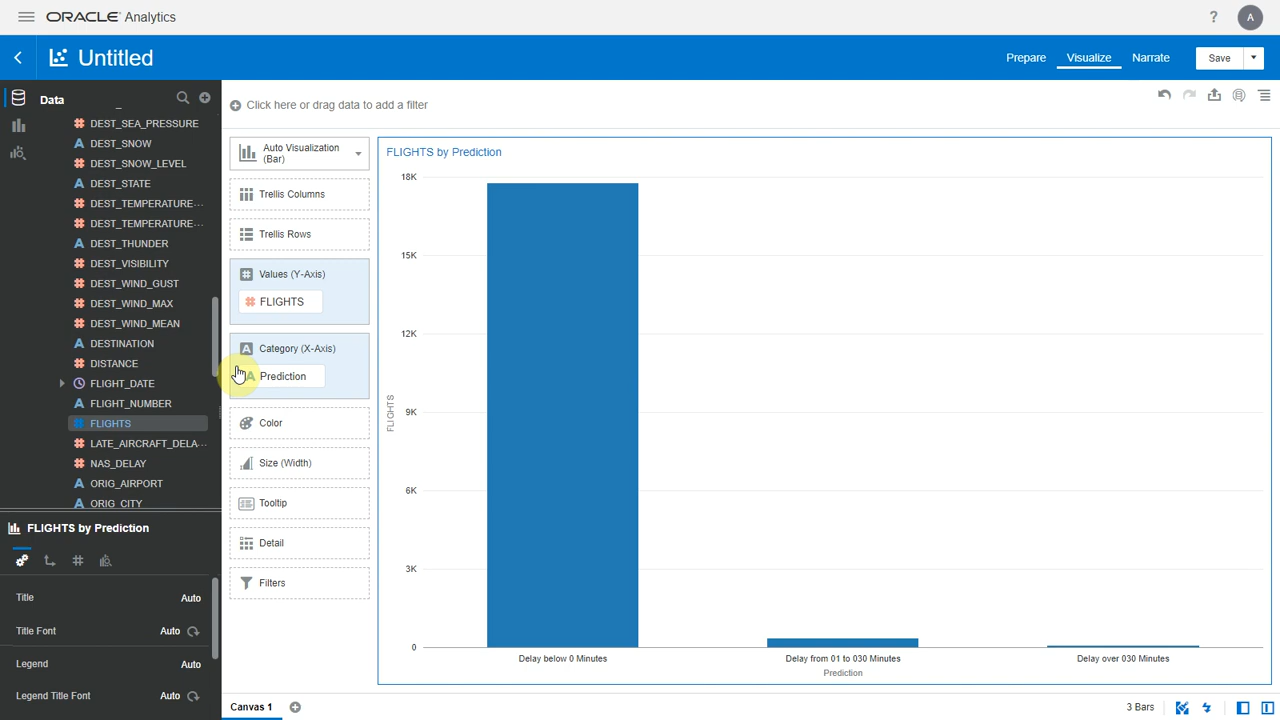 ORACLE Analytics
?
A
Untitled
Prepare
Visualize
Narrate
Save
Data
DEST_SEA_PRESSURE
DEST_SNOW
DEST_SNOW_LEVEL
DEST_STATE
DEST_TEMPERATURE...
DEST_TEMPERATURE...
DEST_THUNDER
DEST_VISIBILITY
DEST_WIND_GUST
DEST_WIND_MAX
DEST_WIND_MEAN
DESTINATION
DISTANCE
FLIGHT_DATE
FLIGHT_NUMBER
FLIGHTS
LATE_AIRCRAFT_DELA...
NAS_DELAY
ORIG_AIRPORT
ORIG_CITY
FLIGHTS by Prediction
Title
Auto
Title Font
Auto
Legend
Auto
Legend Title Font
Auto
Click here or drag data to add a filter
Auto Visualization
(Bar)
Trellis Columns
Trellis Rows
Values (Y-Axis)
FLIGHTS
Category (X-Axis)
Prediction
Color
Size (Width)
Tooltip
Detail
Filters
FLIGHTS by Prediction
18K
15K
12K
9K
6K
3K
0
FLIGHTS
Delay below 0 Minutes
Delay from 01 to 030 Minutes
Delay over 030 Minutes
Prediction
Canvas 1
3 Bars